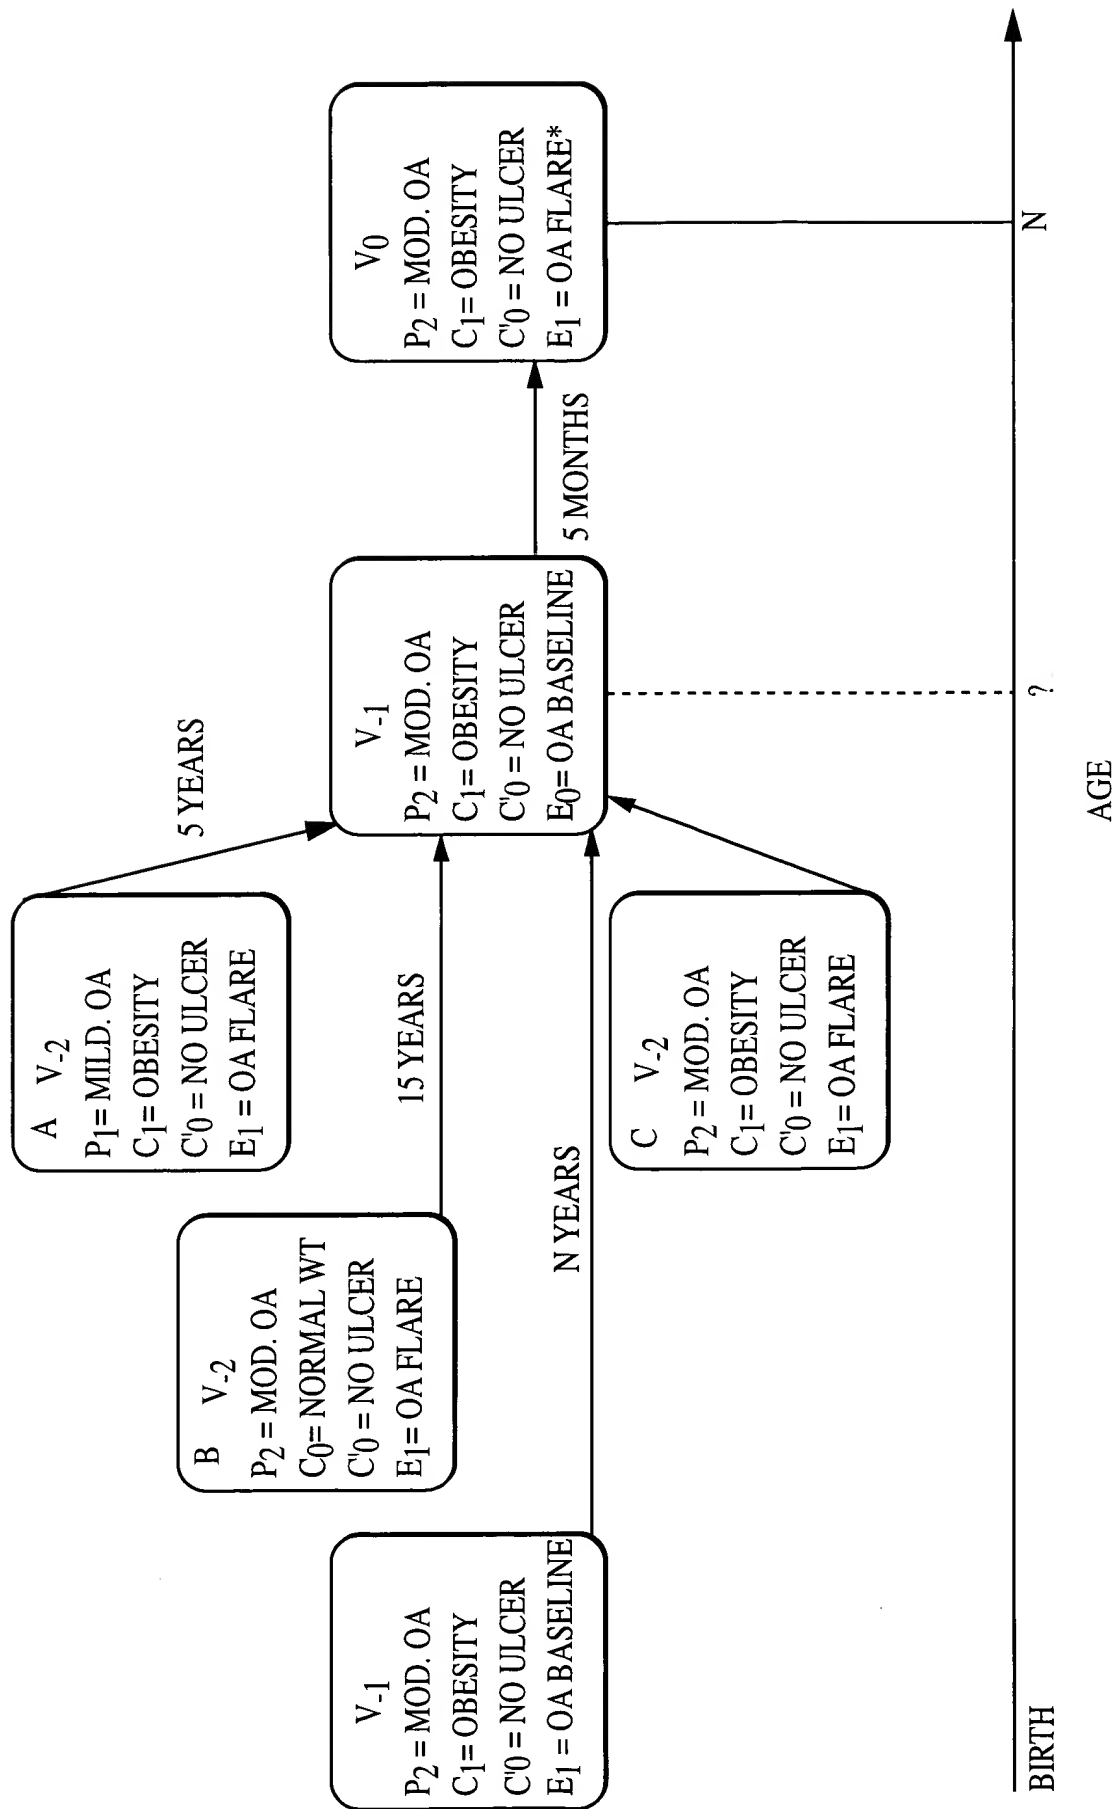 A V-2
P1= MILD. OA
C1= OBESITY
C'0 = NO ULCER
E1 = OA FLARE
5 YEARS
B V-2
P2 = MOD. OA
C0= NORMAL WT
C'0 = NO ULCER
E1= OA FLARE
15 YEARS
V-1
P2 = MOD. OA
C1= OBESITY
C'0 = NO ULCER
E1 = OA BASELINE
N YEARS
V-1
P2 = MOD. OA
C1= OBESITY
C'0 = NO ULCER
E0= OA BASELINE
5 MONTHS
V0
P2 = MOD. OA
C1= OBESITY
C'0 = NO ULCER
E1 = OA FLARE*
C V-2
P2 = MOD. OA
C1= OBESITY
C'0 = NO ULCER
E1 = OA FLARE
BIRTH
?
N
AGE